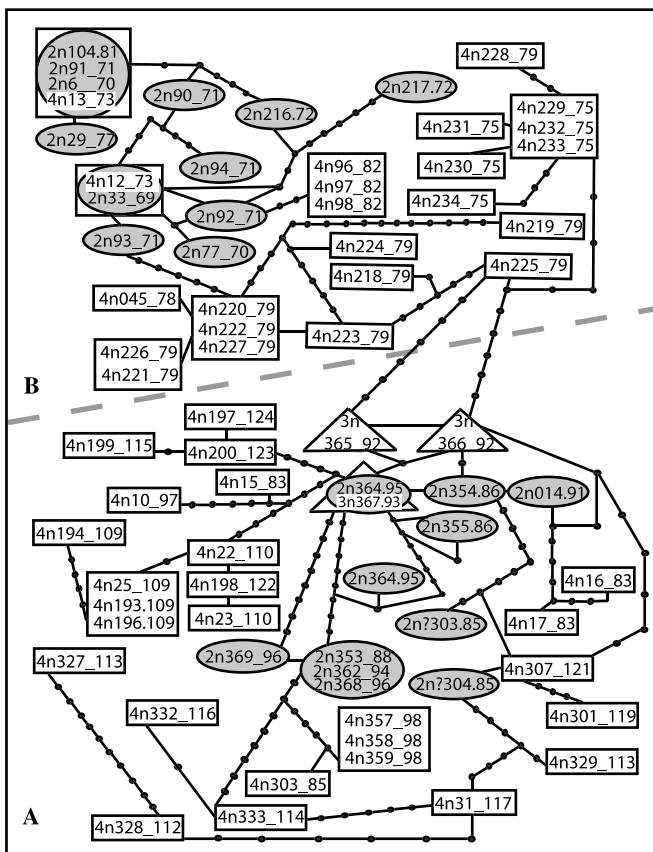 2n104.81
2n91_71
2n6_70
4n13_73
2n29_77
2n90_71
2n216.72
2n217.72
4n228_79
4n229_75
4n232_75
4n233_75
4n231_75
4n230_75
4n234_75
2n94_71
4n12_73
2n33_69
4n96_82
4n97_82
4n98_82
2n92_71
2n93_71
2n77_70
4n219_79
4n224_79
4n218_79
4n225_79
4n045_78
4n220_79
4n222_79
4n227_79
4n223_79
4n226_79
4n221_79
B
3n
365_92
3n
366_92
4n197_124
4n199_115
4n200_123
4n15_83
4n10_97
2n364.95
3n367.93
2n354.86
2n014.91
2n355.86
4n194_109
4n22_110
4n25_109
4n193.109
4n196.109
4n198_122
4n23_110
2n364.95
4n16_83
2n?303.85
4n17_83
2n369_96
2n353_88
2n362_94
2n368_96
4n327_113
2n?304.85
4n307_121
4n301_119
4n332_116
4n357_98
4n358_98
4n359_98
4n329_113
4n303_85
4n31_117
A
4n328_112
4n333_114